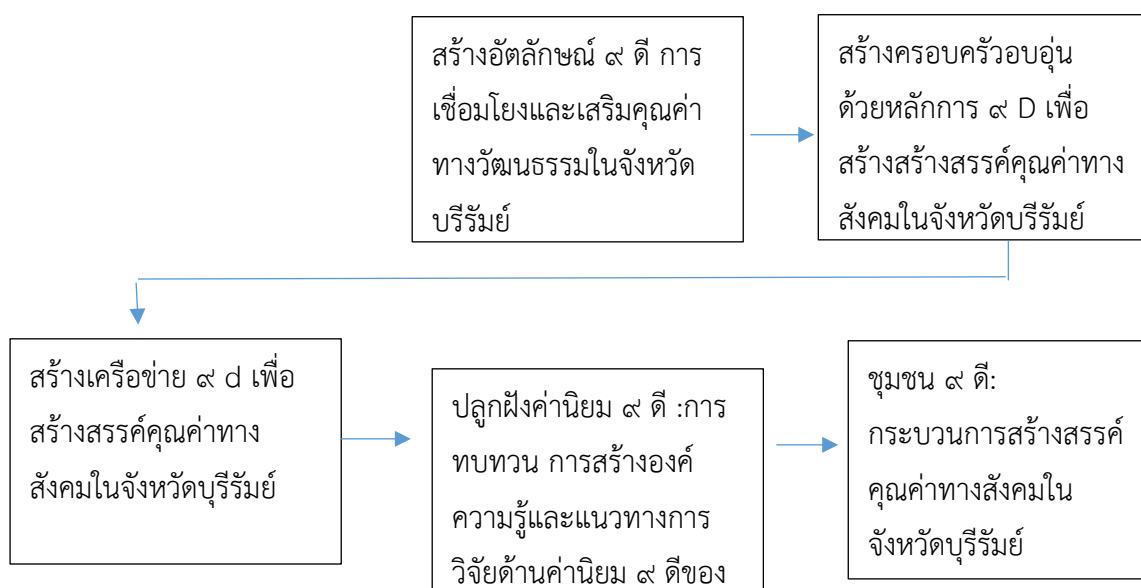 สร้างอัตลักษณ์ ๙ ดี การ
เชื่อมโยงและเสริมคุณค่า
ทางวัฒนธรรมในจังหวัด
บรีรัมย์
สร้างครอบครัวอบอุ่น
ด้วยหลักการ ๙ D เพื่อ
สร้างสร้างสรรค์คุณค่าทาง
สังคมในจังหวัดบรีรัมย์
สร้างเครือข่าย ๙ d เพื่อ
สร้างสรรค์คุณค่าทาง
สังคมในจังหวัดบุรีรัมย์
ปลูกฝังค่านิยม ๙ ดี :การ
ทบทวน การสร้างองค์
ความรู้และแนวทางการ
วิจัยด้านค่านิยม ๙ ดีของ
ชุมชน ๙ ดี:
กระบวนการสร้างสรรค์
คุณค่าทางสังคมใน
จังหวัดบุรีรัมย์